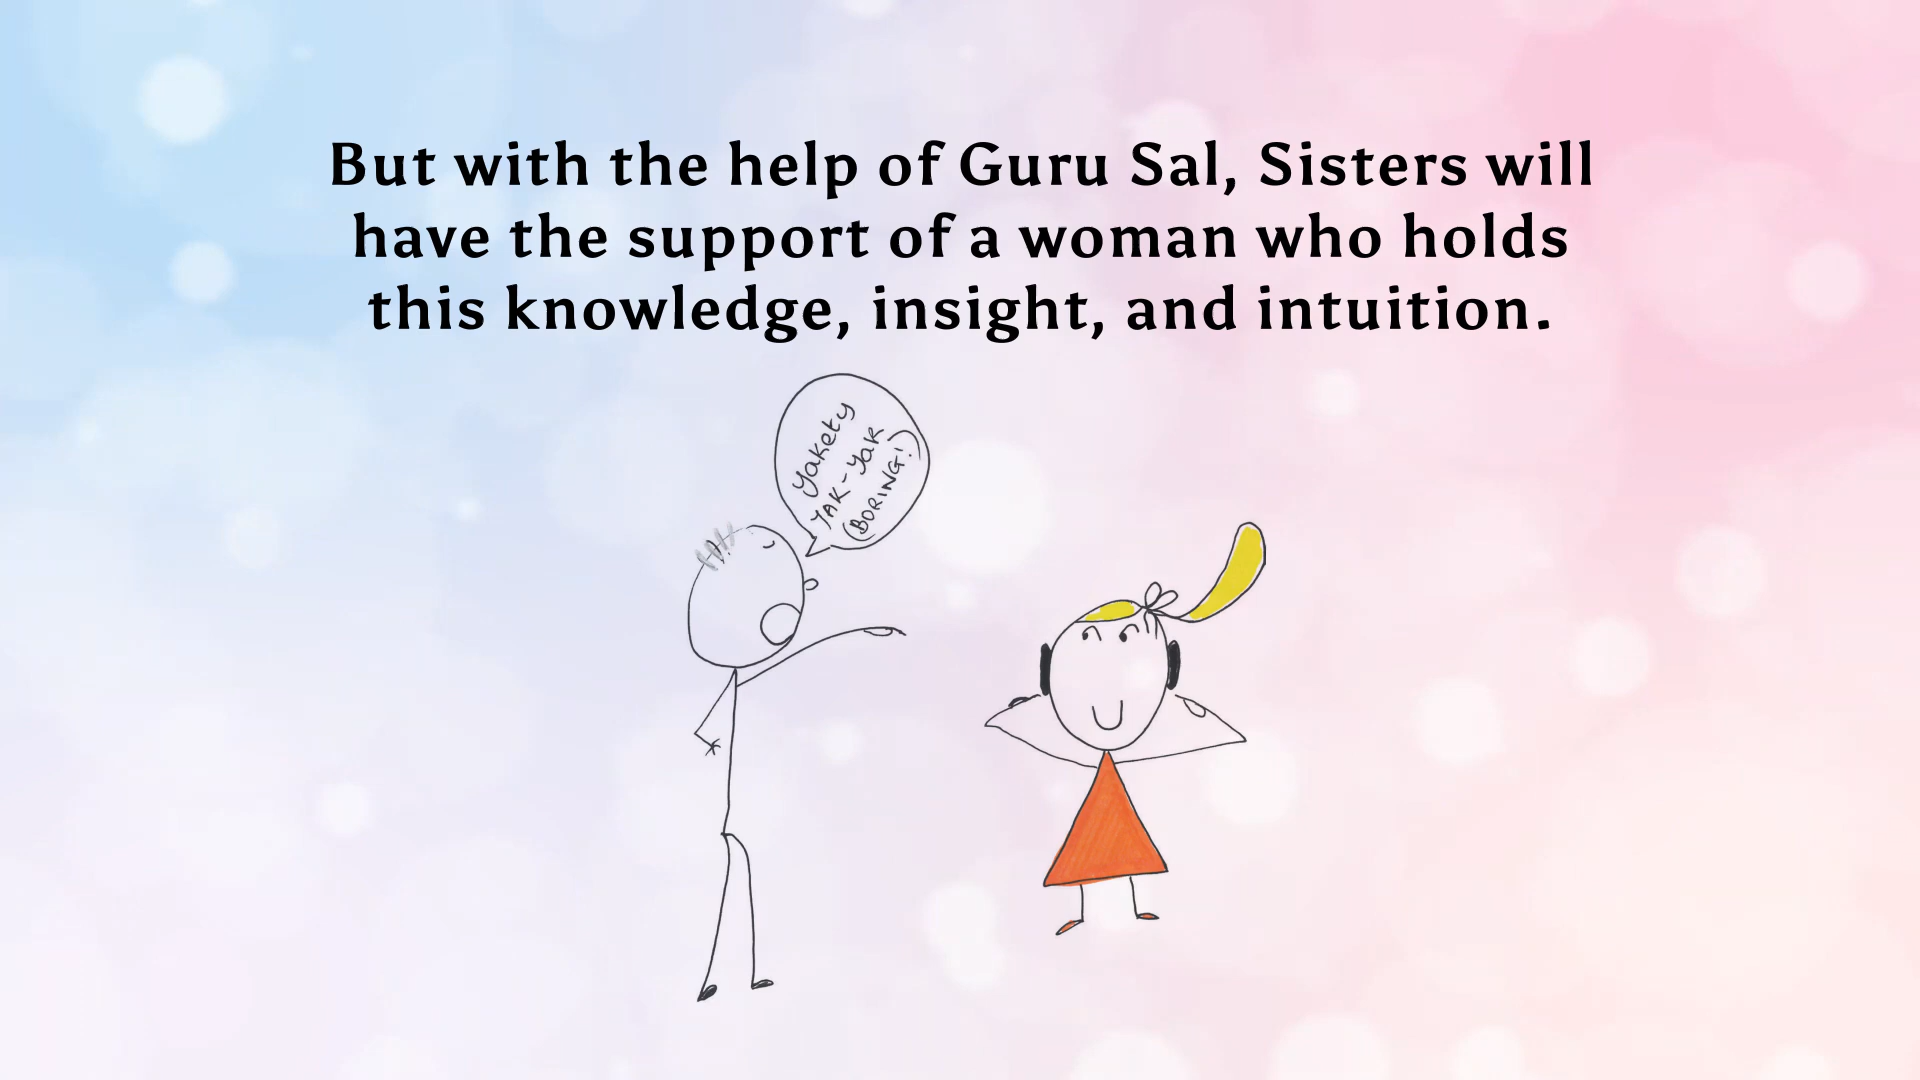 But with the help of Guru Sal, Sisters will
have the support of a woman who holds
this knowledge, insight, and intuition.
Yakety
YAK-Yak
(BORING!)